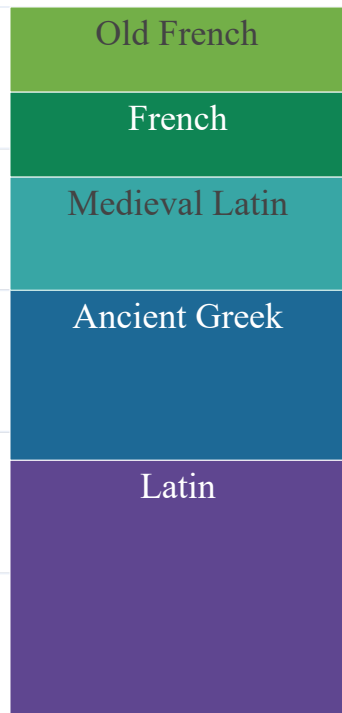 Old French
French
Medieval Latin
Ancient Greek
Latin